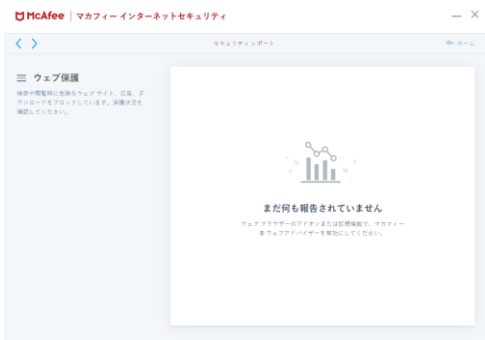 McAfee マカフィー インターネットセキュリティ
セキュリティ レポート
ホーム
ウェブ保護
検索や閲覧時に危険なウェブ サイト、広告、ダ
ウンロードをブロックしています。保護状況を
確認してください。
まだ何も報告されていません
ウェブ ブラウザーのアドオンまたは拡張機能で、マカフィー
® ウェブアドバイザーを有効にしてください。